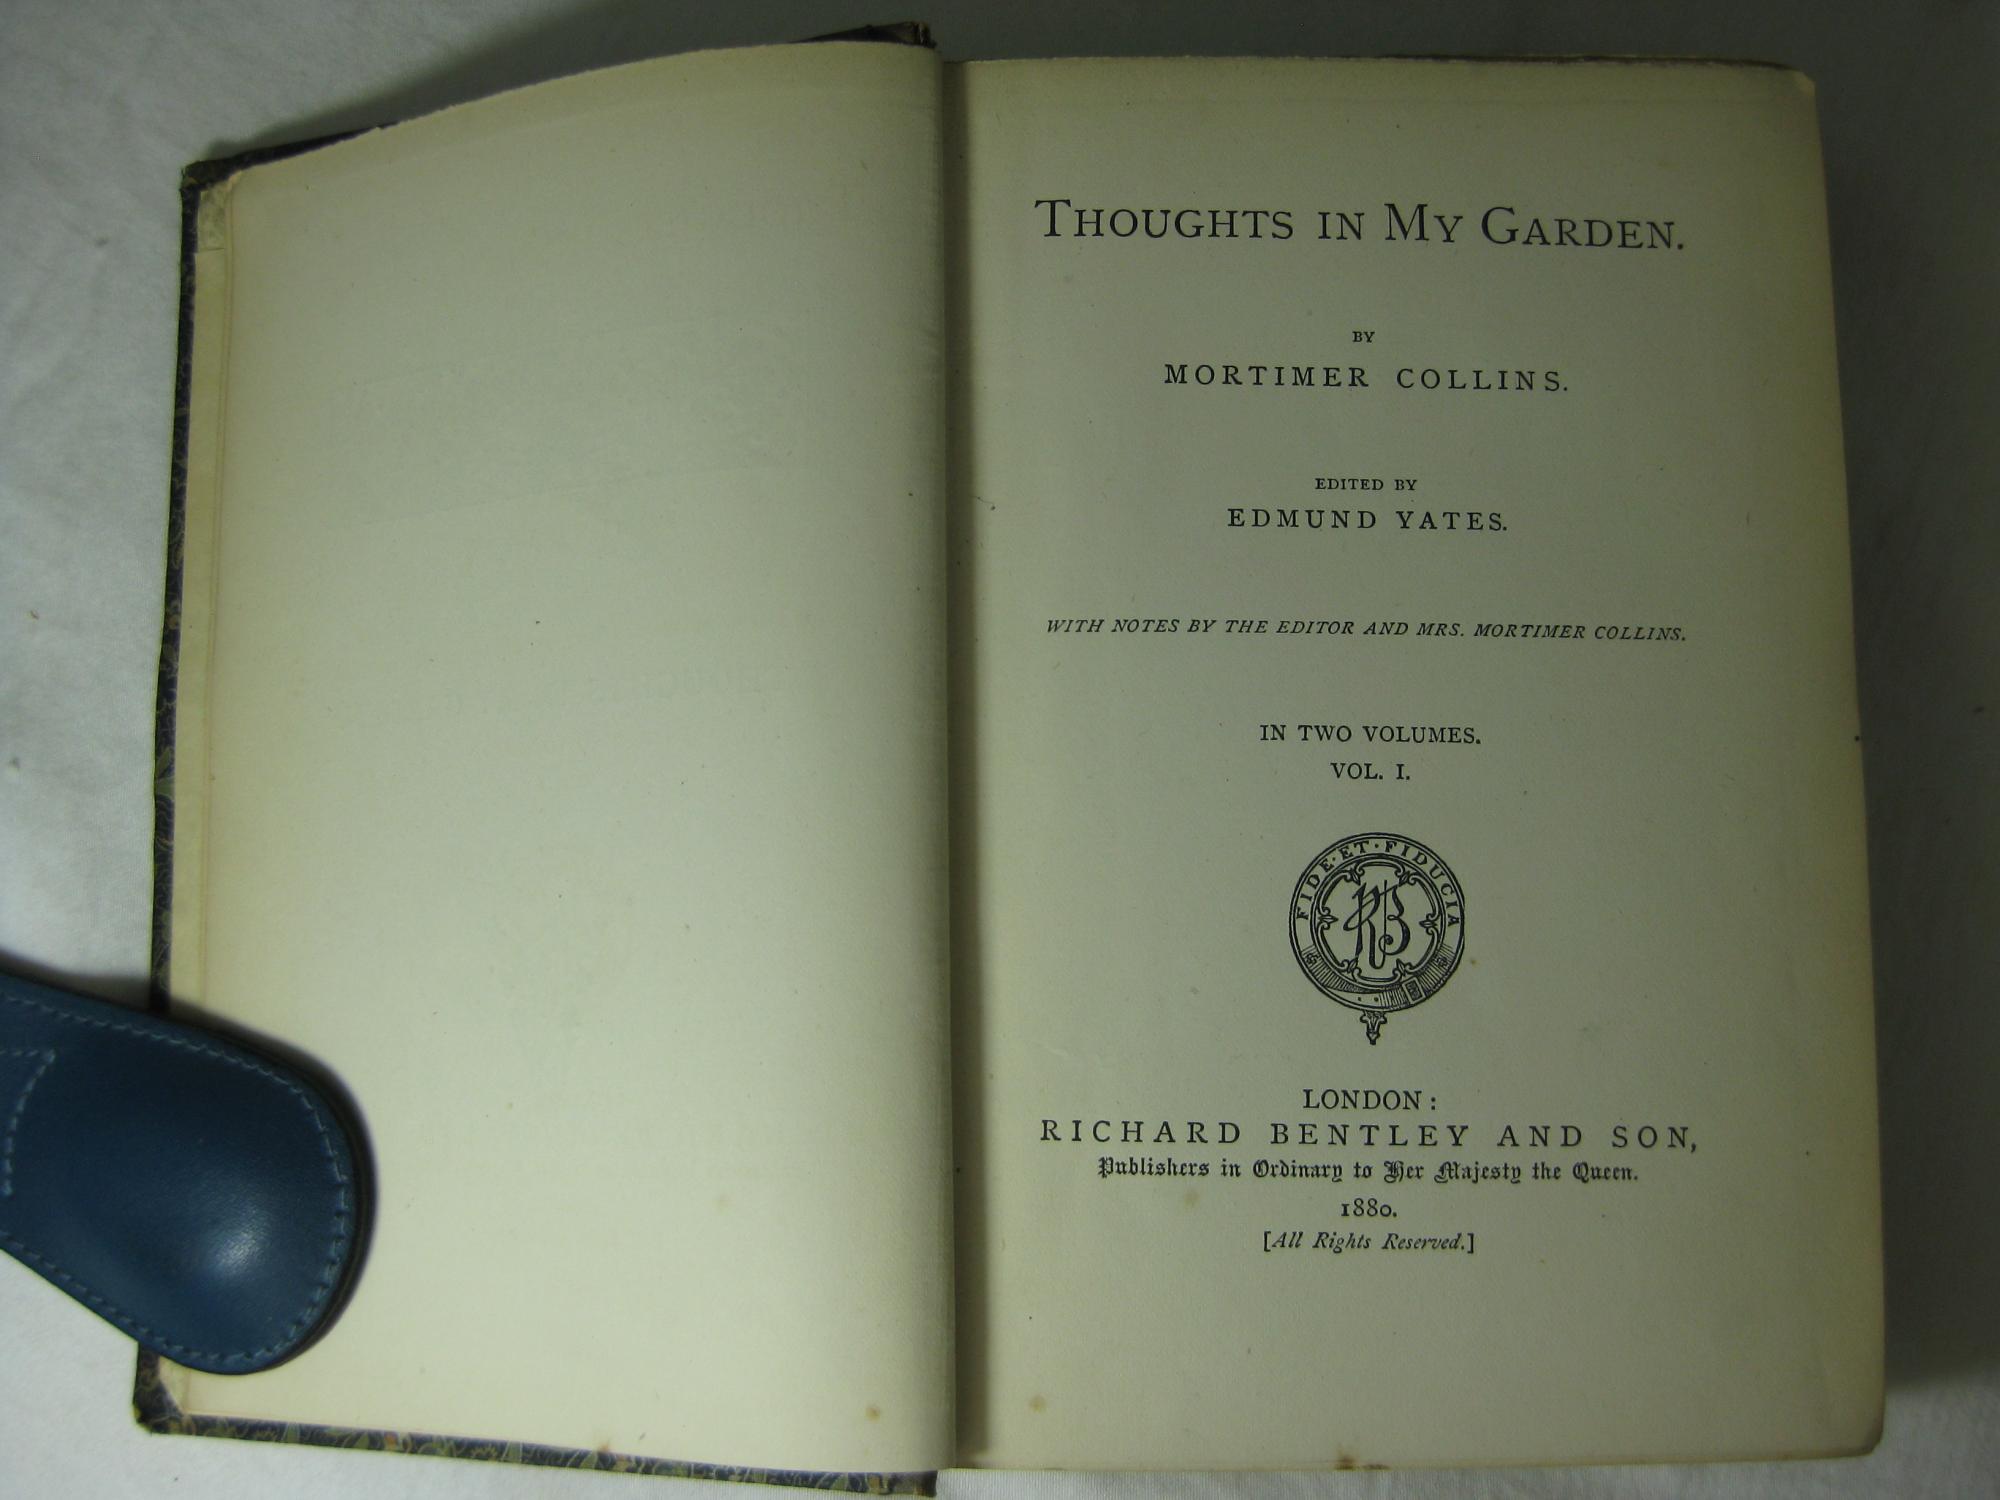 THOUGHTS IN MY GARDEN.
BY
MORTIMER COLLINS.
EDITED BY
EDMUND YATES.
WITH NOTES BY THE EDITOR AND MRS. MORTIMER COLLINS.
IN TWO VOLUMES.
VOL. I.
FIDE·ET·FIDUCIA
RB
LONDON:
RICHARD BENTLEY AND SON,
Publishers in Ordinary to Her Majesty the Queen.
1880.
[All Rights Reserved.]